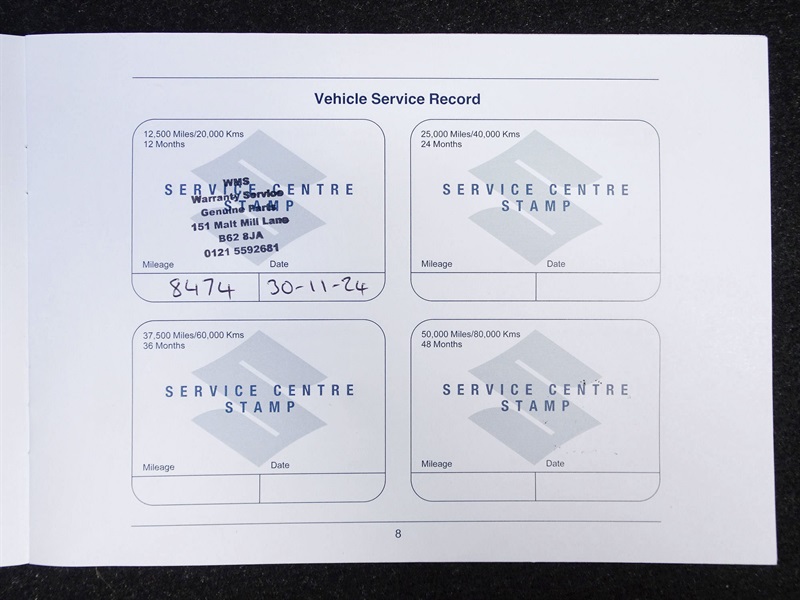 Vehicle Service Record
12,500 Miles/20,000 Kms
12 Months
SERVICE CENTRE
STAMP
WMS
Warranty Service
Genuine Parts
151 Malt Mill Lane
B62 8JA
0121 5592681
Mileage Date
8474 30-11-24
25,000 Miles/40,000 Kms
24 Months
SERVICE CENTRE
STAMP
Mileage Date
37,500 Miles/60,000 Kms
36 Months
SERVICE CENTRE
STAMP
Mileage Date
50,000 Miles/80,000 Kms
48 Months
SERVICE CENTRE
STAMP
Mileage Date
8